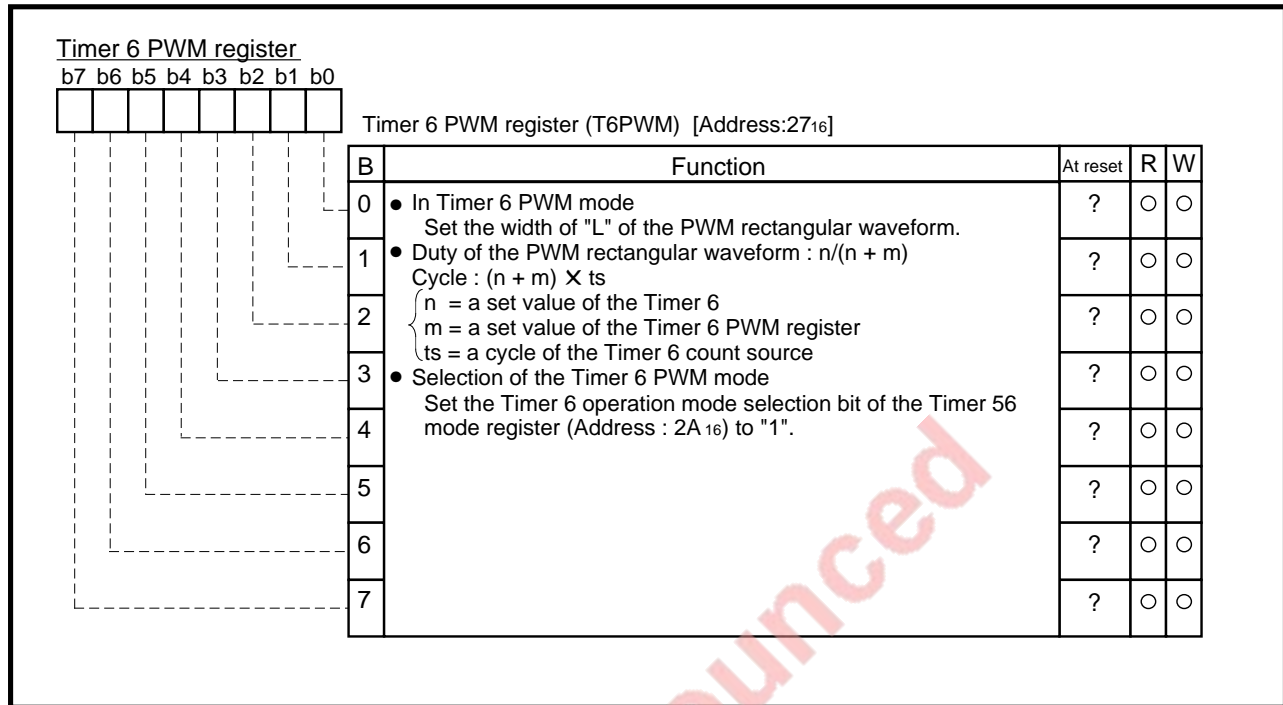 Timer 6 PWM register
b7 b6 b5 b4 b3 b2 b1 b0
Timer 6 PWM register (T6PWM) [Address:27₁₆]
B Function At reset R W
0 ● In Timer 6 PWM mode ? ○ ○
Set the width of "L" of the PWM rectangular waveform.
1 ● Duty of the PWM rectangular waveform : n/(n + m) ? ○ ○
Cycle : (n + m) ✕ ts
n = a set value of the Timer 6
2 m = a set value of the Timer 6 PWM register ? ○ ○
ts = a cycle of the Timer 6 count source
3 ● Selection of the Timer 6 PWM mode ? ○ ○
Set the Timer 6 operation mode selection bit of the Timer 56
4 mode register (Address : 2A₁₆) to "1". ? ○ ○
5 ? ○ ○
6 ? ○ ○
7 ? ○ ○
ounced